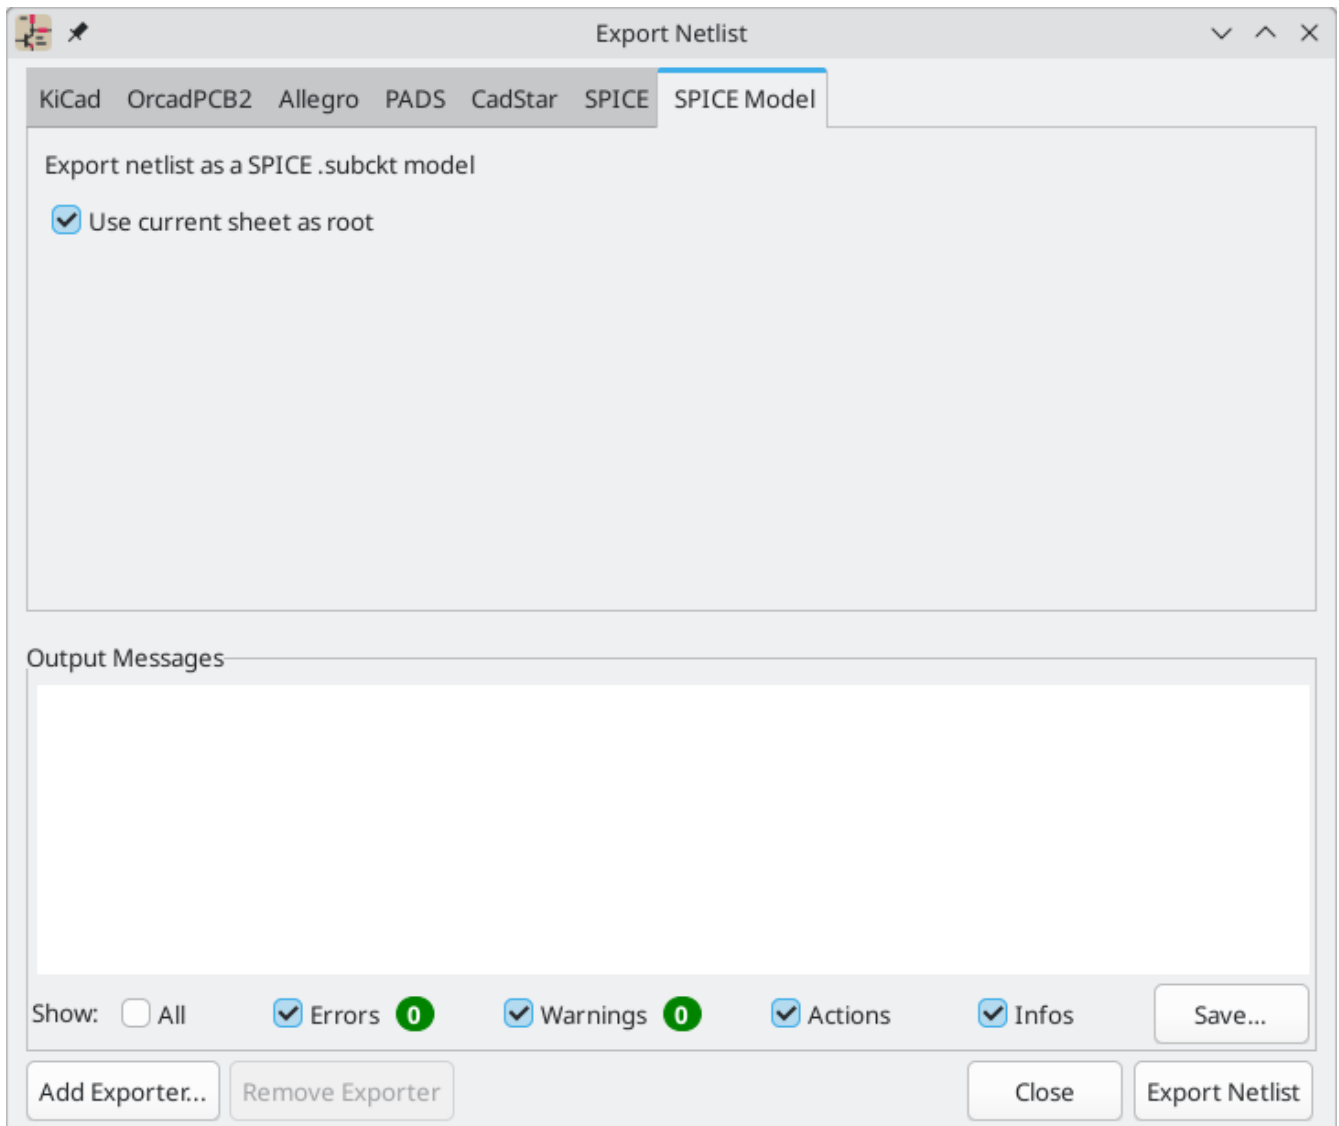 Export Netlist
KiCad OrcadPCB2 Allegro PADS CadStar SPICE SPICE Model
Export netlist as a SPICE .subckt model
Use current sheet as root
Output Messages
Show: All Errors 0 Warnings 0 Actions Infos Save...
Add Exporter... Remove Exporter Close Export Netlist